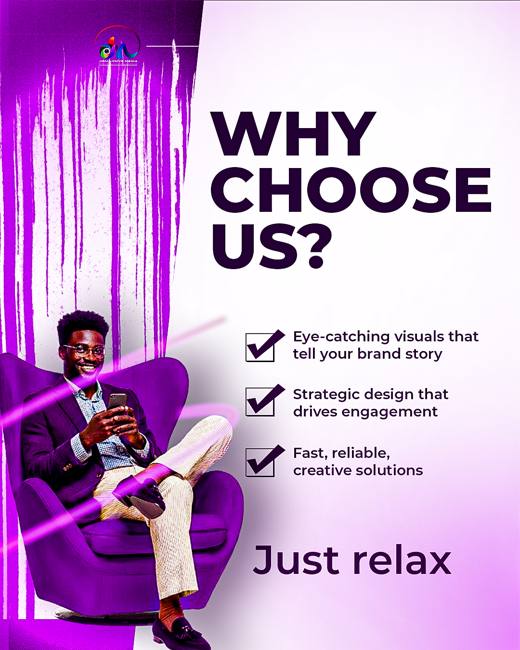 WHY
CHOOSE
US?
Eye-catching visuals that
tell your brand story
Strategic design that
drives engagement
Fast, reliable,
creative solutions
Just relax